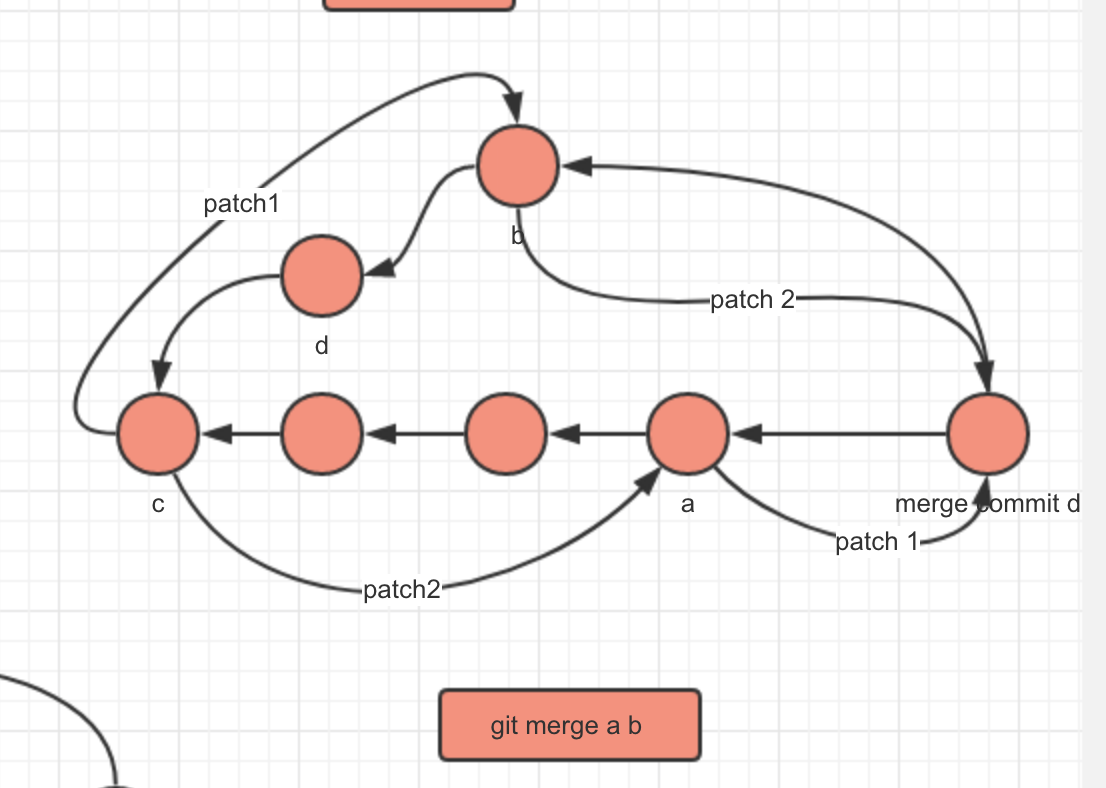 patch1
b
patch 2
d
c
a
merge commit d
patch 1
patch2
git merge a b